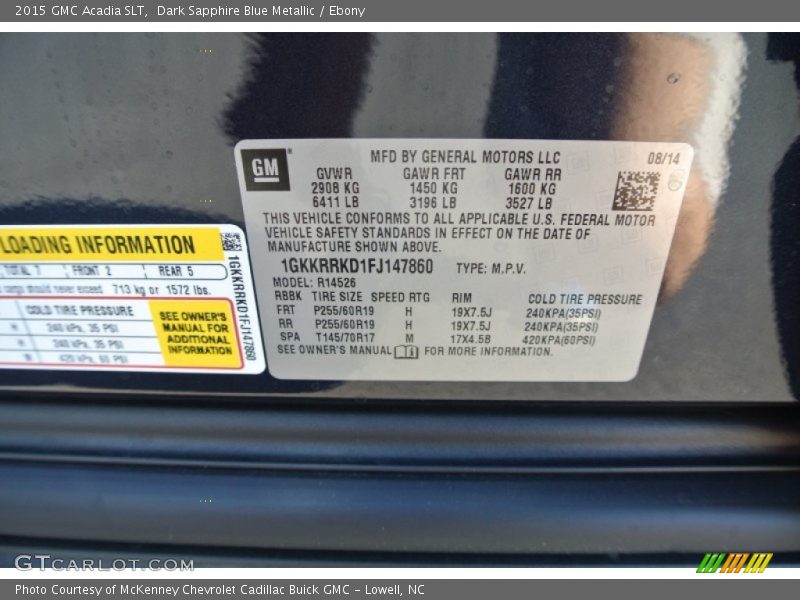 2015 GMC Acadia SLT, Dark Sapphire Blue Metallic / Ebony
GM
MFD BY GENERAL MOTORS LLC 08/14
GVWR GAWR FRT GAWR RR
2908 KG 1450 KG 1600 KG
6411 LB 3196 LB 3527 LB
THIS VEHICLE CONFORMS TO ALL APPLICABLE U.S. FEDERAL MOTOR
VEHICLE SAFETY STANDARDS IN EFFECT ON THE DATE OF
MANUFACTURE SHOWN ABOVE.
1GKKRRKD1FJ147860 TYPE: M.P.V.
MODEL: R14526
RBBK TIRE SIZE SPEED RTG RIM COLD TIRE PRESSURE
FRT P255/60R19 H 19X7.5J 240KPA(35PSI)
RR P255/60R19 H 19X7.5J 240KPA(35PSI)
SPA T145/70R17 M 17X4.5B 420KPA(60PSI)
SEE OWNER'S MANUAL FOR MORE INFORMATION.
LOADING INFORMATION
TOTAL 7 FRONT 2 REAR 5
cargo should never exceed 713 kg or 1572 lbs.
COLD TIRE PRESSURE
H 240 kPa, 35 PSI
H 240 kPa, 35 PSI
M 420 kPa, 60 PSI
SEE OWNER'S
MANUAL FOR
ADDITIONAL
INFORMATION
1GKKRRKD1FJ147860
GTCARLOT.COM
Photo Courtesy of McKenney Chevrolet Cadillac Buick GMC - Lowell, NC